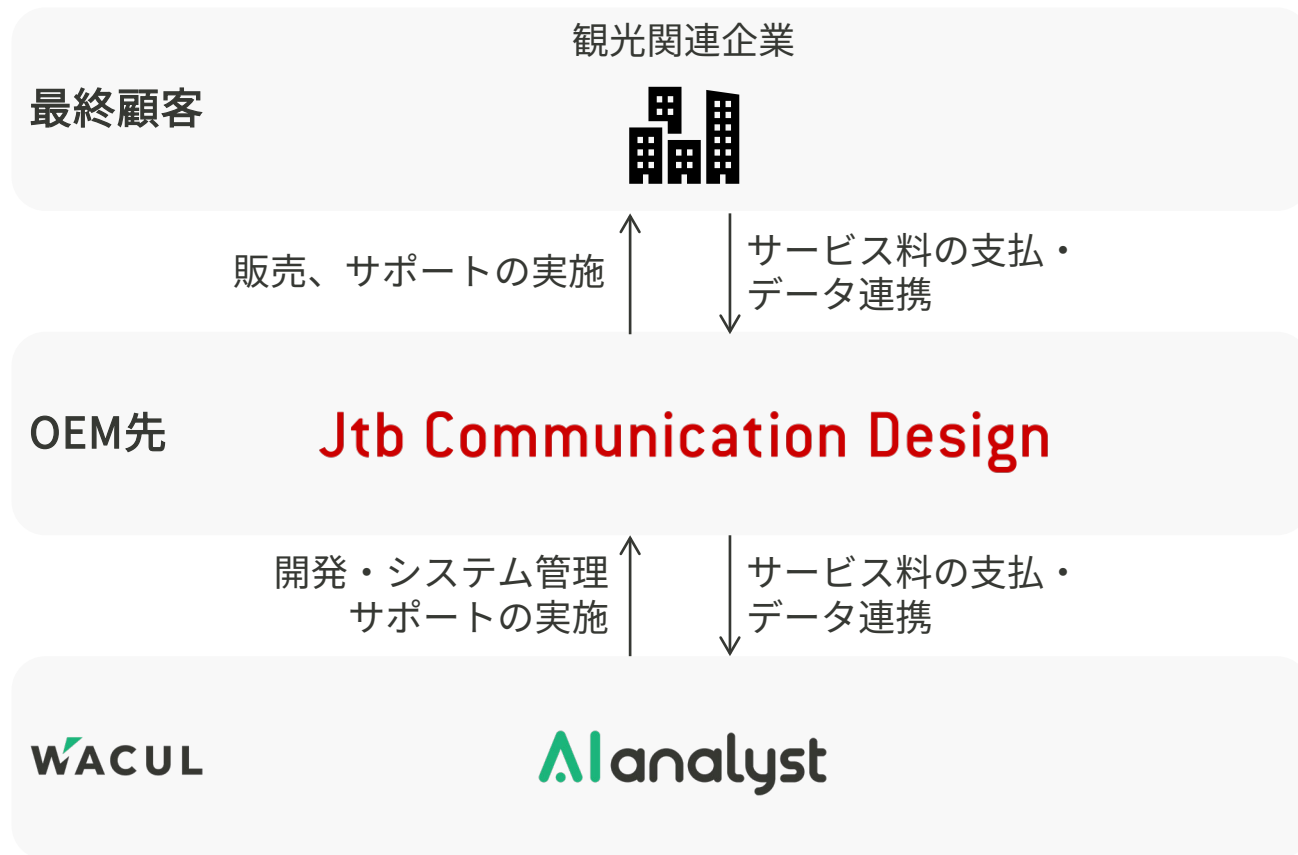 観光関連企業
最終顧客
販売、サポートの実施
サービス料の支払・
データ連携
OEM先
Jtb Communication Design
開発・システム管理
サポートの実施
サービス料の支払・
データ連携
WACUL
AI analyst